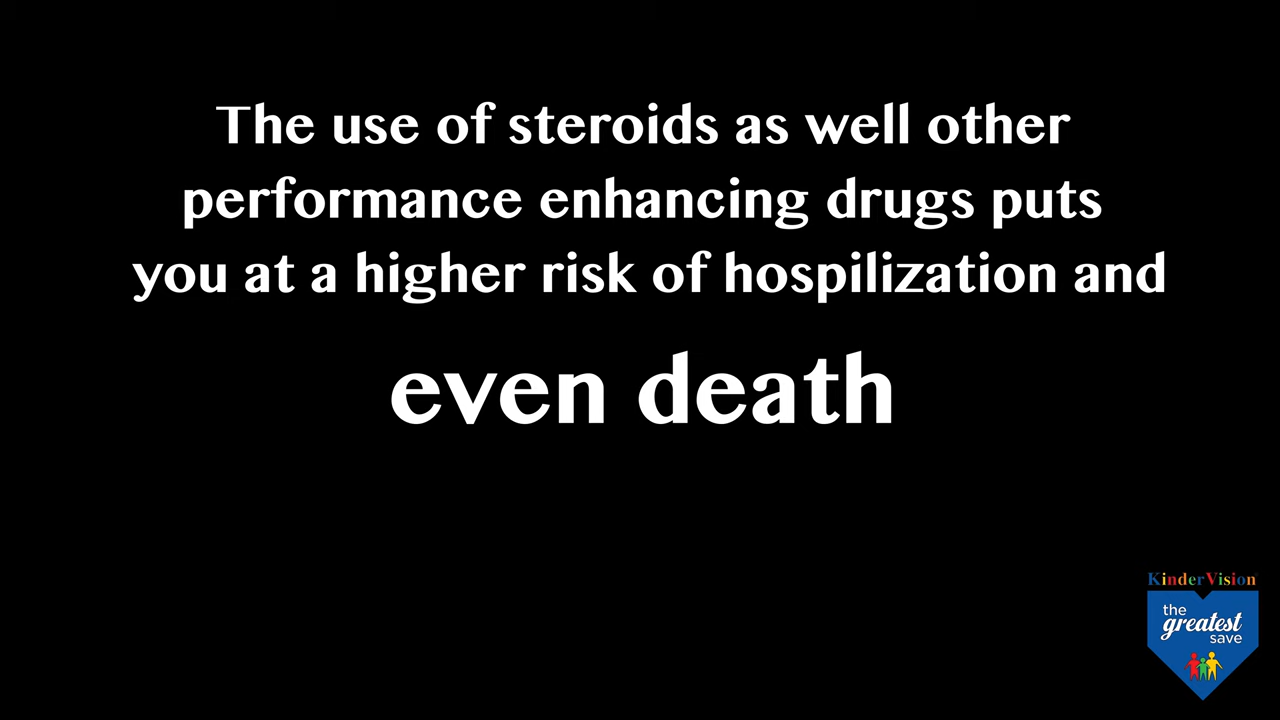 The use of steroids as well other
performance enhancing drugs puts
you at a higher risk of hospilization and
even death
KinderVision
the
greatest
save